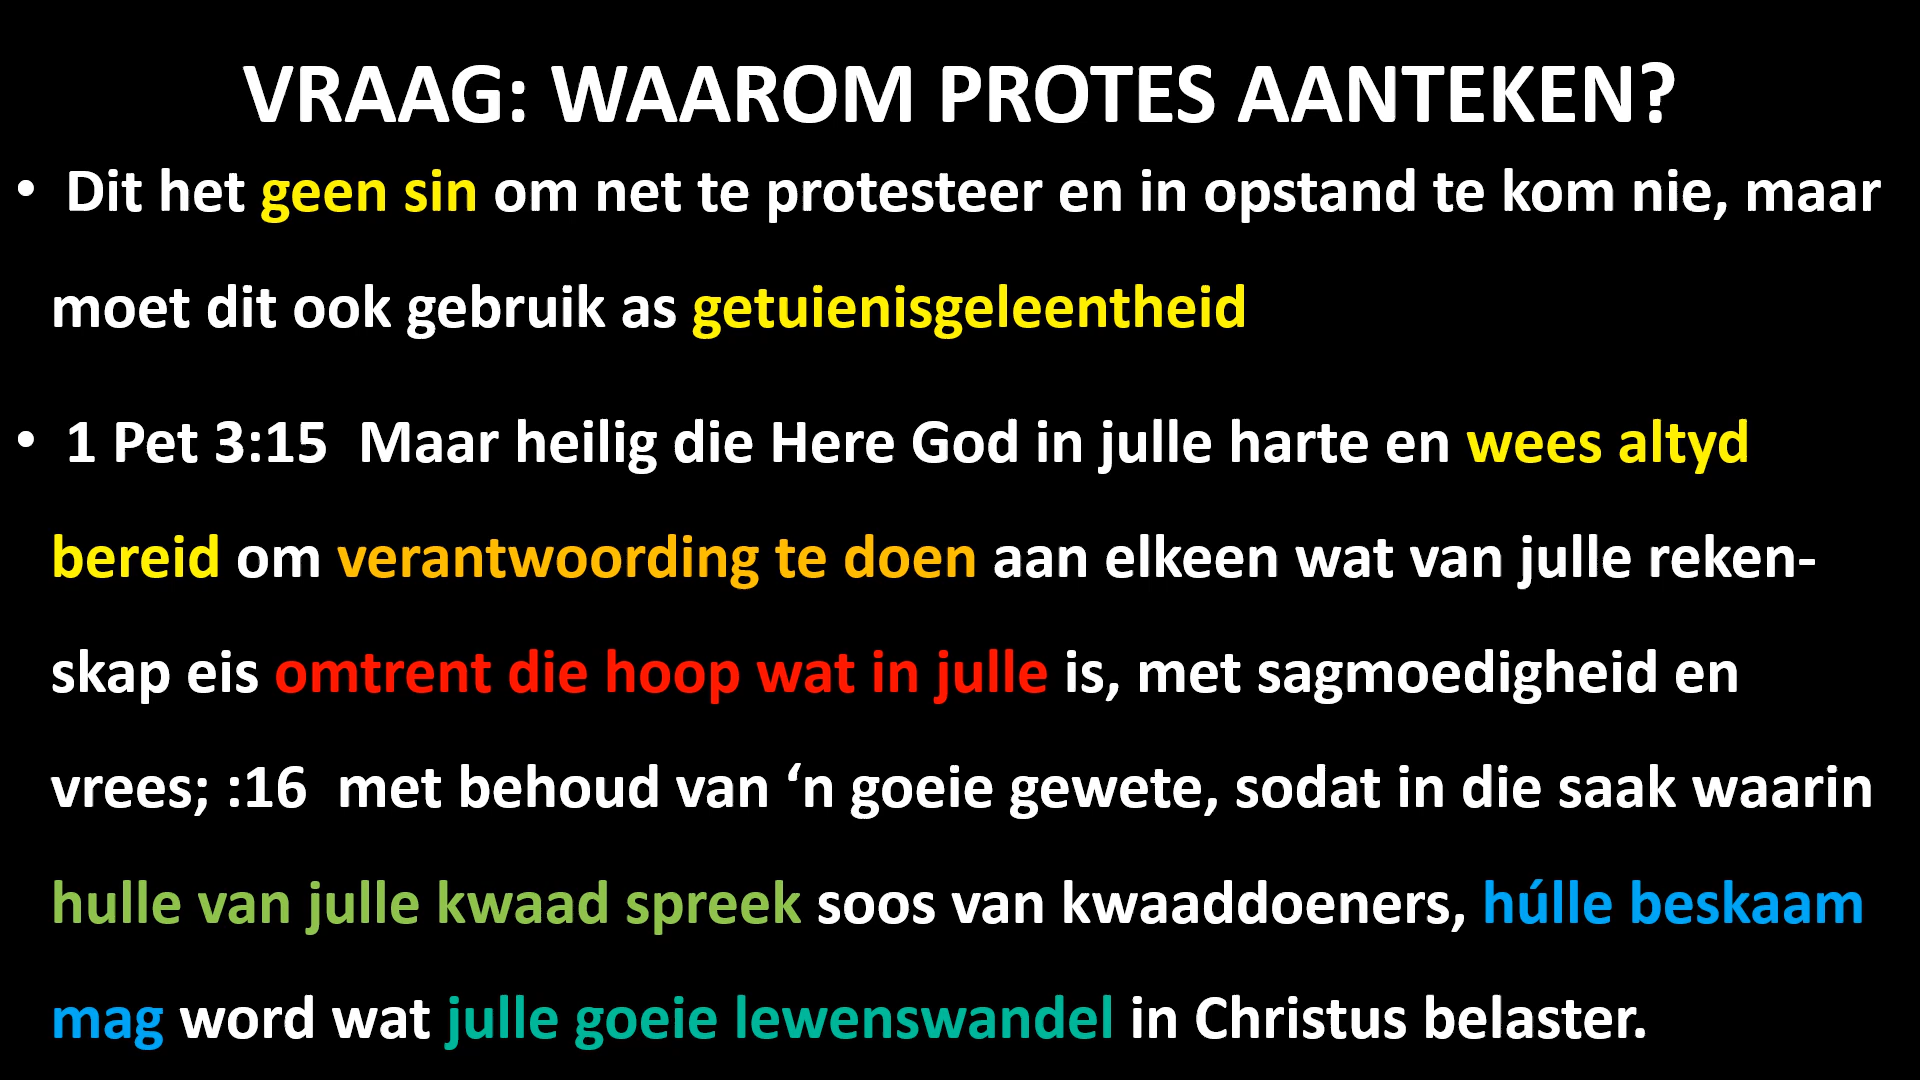 VRAAG: WAAROM PROTES AANTEKEN?
• Dit het geen sin om net te protesteer en in opstand te kom nie, maar
moet dit ook gebruik as getuienisgeleentheid
• 1 Pet 3:15  Maar heilig die Here God in julle harte en wees altyd
bereid om verantwoording te doen aan elkeen wat van julle reken-
skap eis omtrent die hoop wat in julle is, met sagmoedigheid en
vrees; :16  met behoud van ‘n goeie gewete, sodat in die saak waarin
hulle van julle kwaad spreek soos van kwaaddoeners, húlle beskaam
mag word wat julle goeie lewenswandel in Christus belaster.